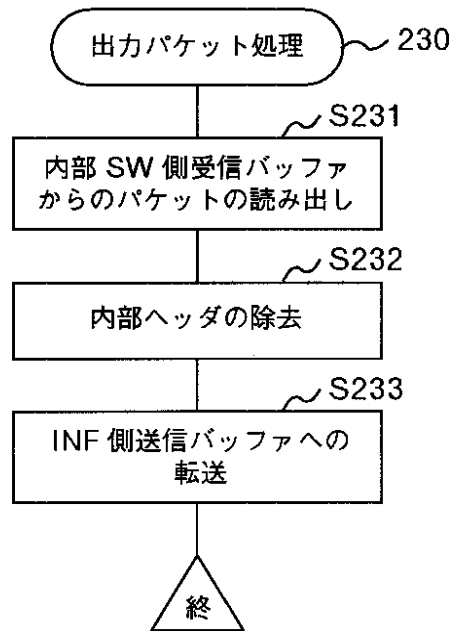 出力パケット処理
230
S231
内部 SW 側受信バッファ
からのパケットの読み出し
S232
内部ヘッダの除去
S233
INF 側送信バッファへの
転送
終